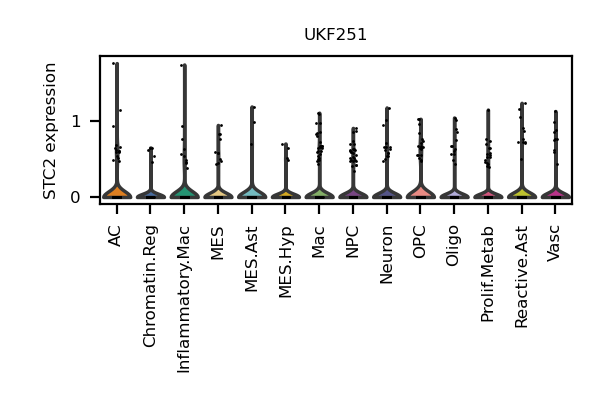 UKF251
STC2 expression
1
0
AC
Chromatin.Reg
Inflammatory.Mac
MES
MES.Ast
MES.Hyp
Mac
NPC
Neuron
OPC
Oligo
Prolif.Metab
Reactive.Ast
Vasc